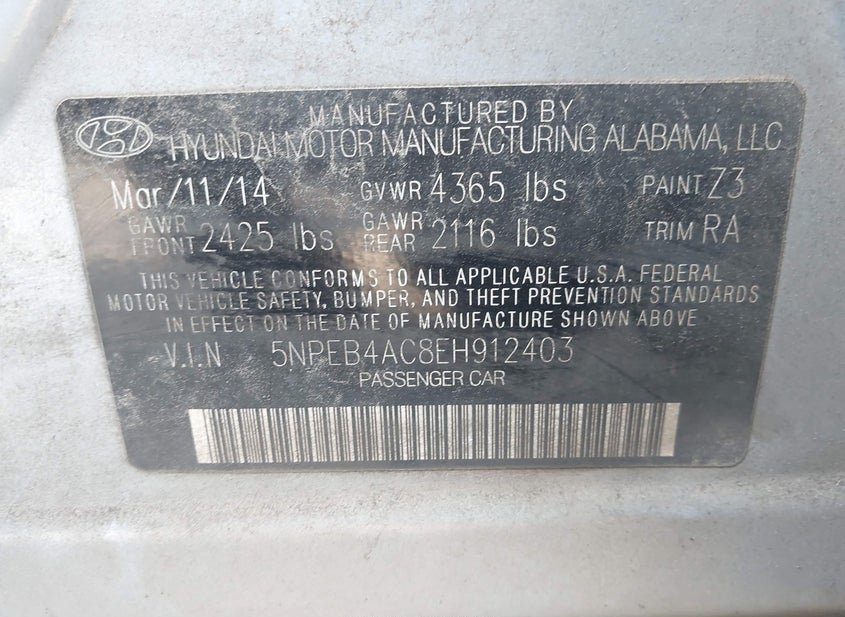 MANUFACTURED BY
HYUNDAI MOTOR MANUFACTURING ALABAMA, LLC
Mar/11/14 GVWR 4365 lbs PAINT Z3
GAWR FRONT 2425 lbs GAWR REAR 2116 lbs TRIM RA
THIS VEHICLE CONFORMS TO ALL APPLICABLE U.S.A. FEDERAL
MOTOR VEHICLE SAFETY, BUMPER, AND THEFT PREVENTION STANDARDS
IN EFFECT ON THE DATE OF MANUFACTURE SHOWN ABOVE.
V.I.N 5NPEB4AC8EH912403
PASSENGER CAR